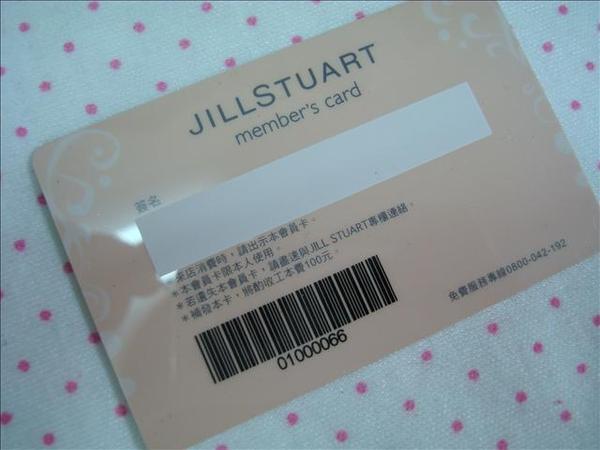 JILLSTUART
member's card
簽名
*來店消費時，請出示本會員卡。
*本會員卡限本人使用。
*若遺失本會員卡，請盡速與JILL STUART專櫃連絡。
*補發本卡，將酌收工本費100元。
01000066
免費服務專線0800-042-192